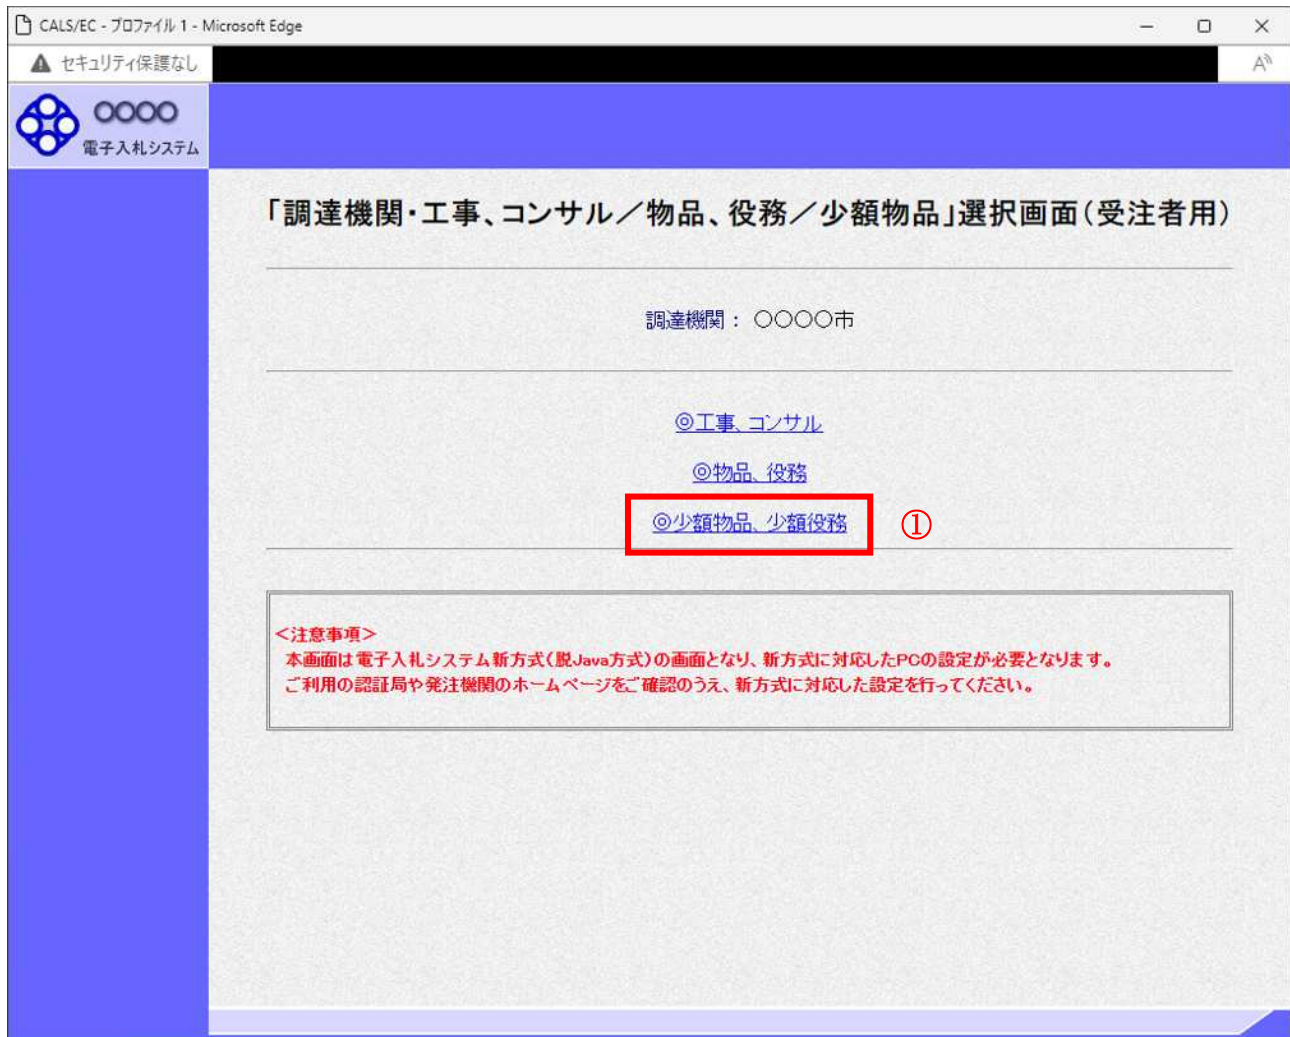 CALS/EC - プロファイル 1 - Microsoft Edge
セキュリティ保護なし
A
○○○○
電子入札システム
「調達機関・工事、コンサル／物品、役務／少額物品」選択画面（受注者用）
調達機関： ○○○○市
◎工事、コンサル
◎物品、役務
◎少額物品、少額役務
①
＜注意事項＞
本画面は電子入札システム新方式（脱Java方式）の画面となり、新方式に対応したPCの設定が必要となります。
ご利用の認証局や発注機関のホームページをご確認のうえ、新方式に対応した設定を行ってください。